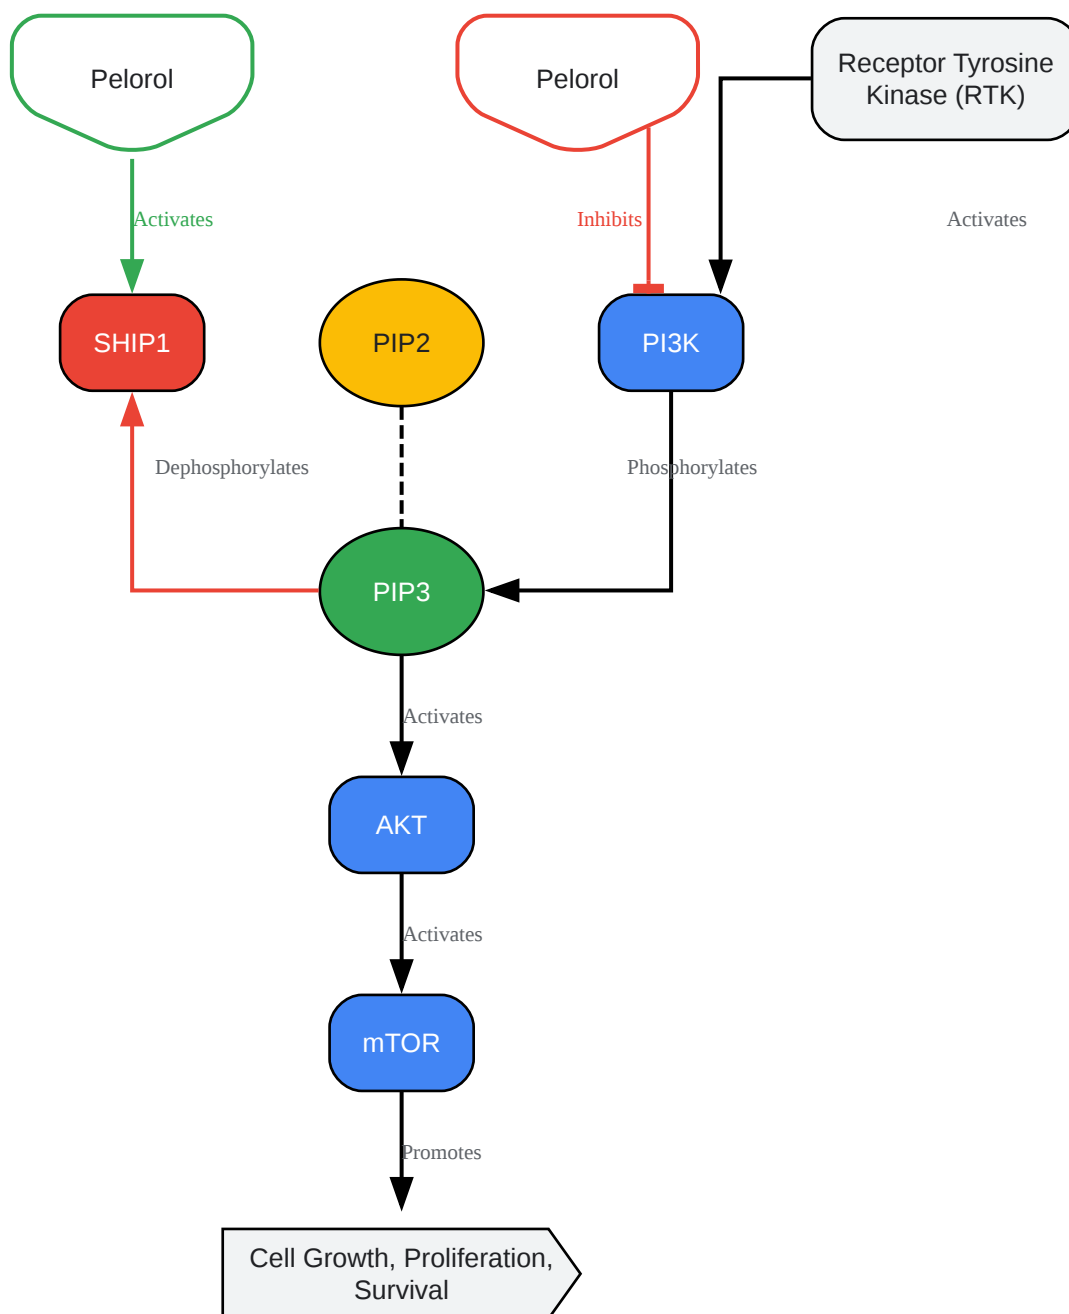 Pelorol
Pelorol
Receptor Tyrosine
Kinase (RTK)
Activates
Inhibits
Activates
SHIP1
PIP2
PI3K
Dephosphorylates
Phosphorylates
PIP3
Activates
AKT
Activates
mTOR
Promotes
Cell Growth, Proliferation,
Survival